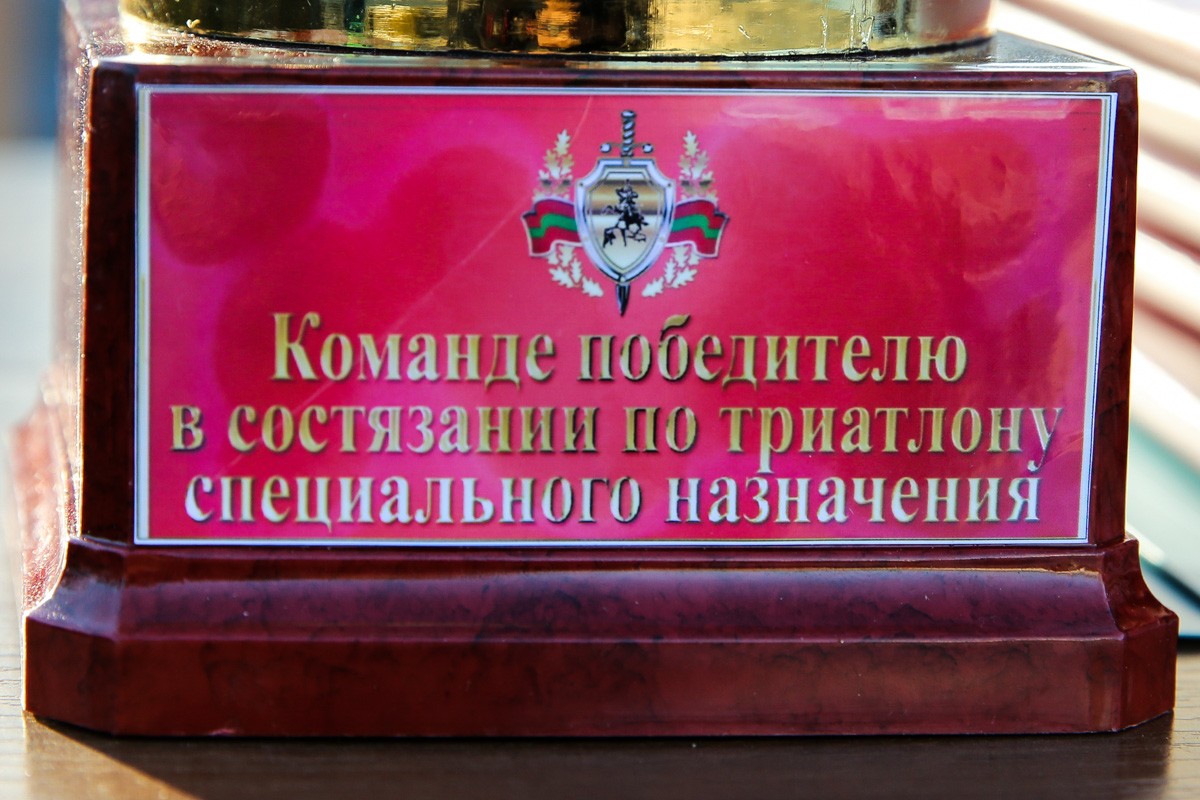 Команде победителю
в состязании по триатлону
специального назначения